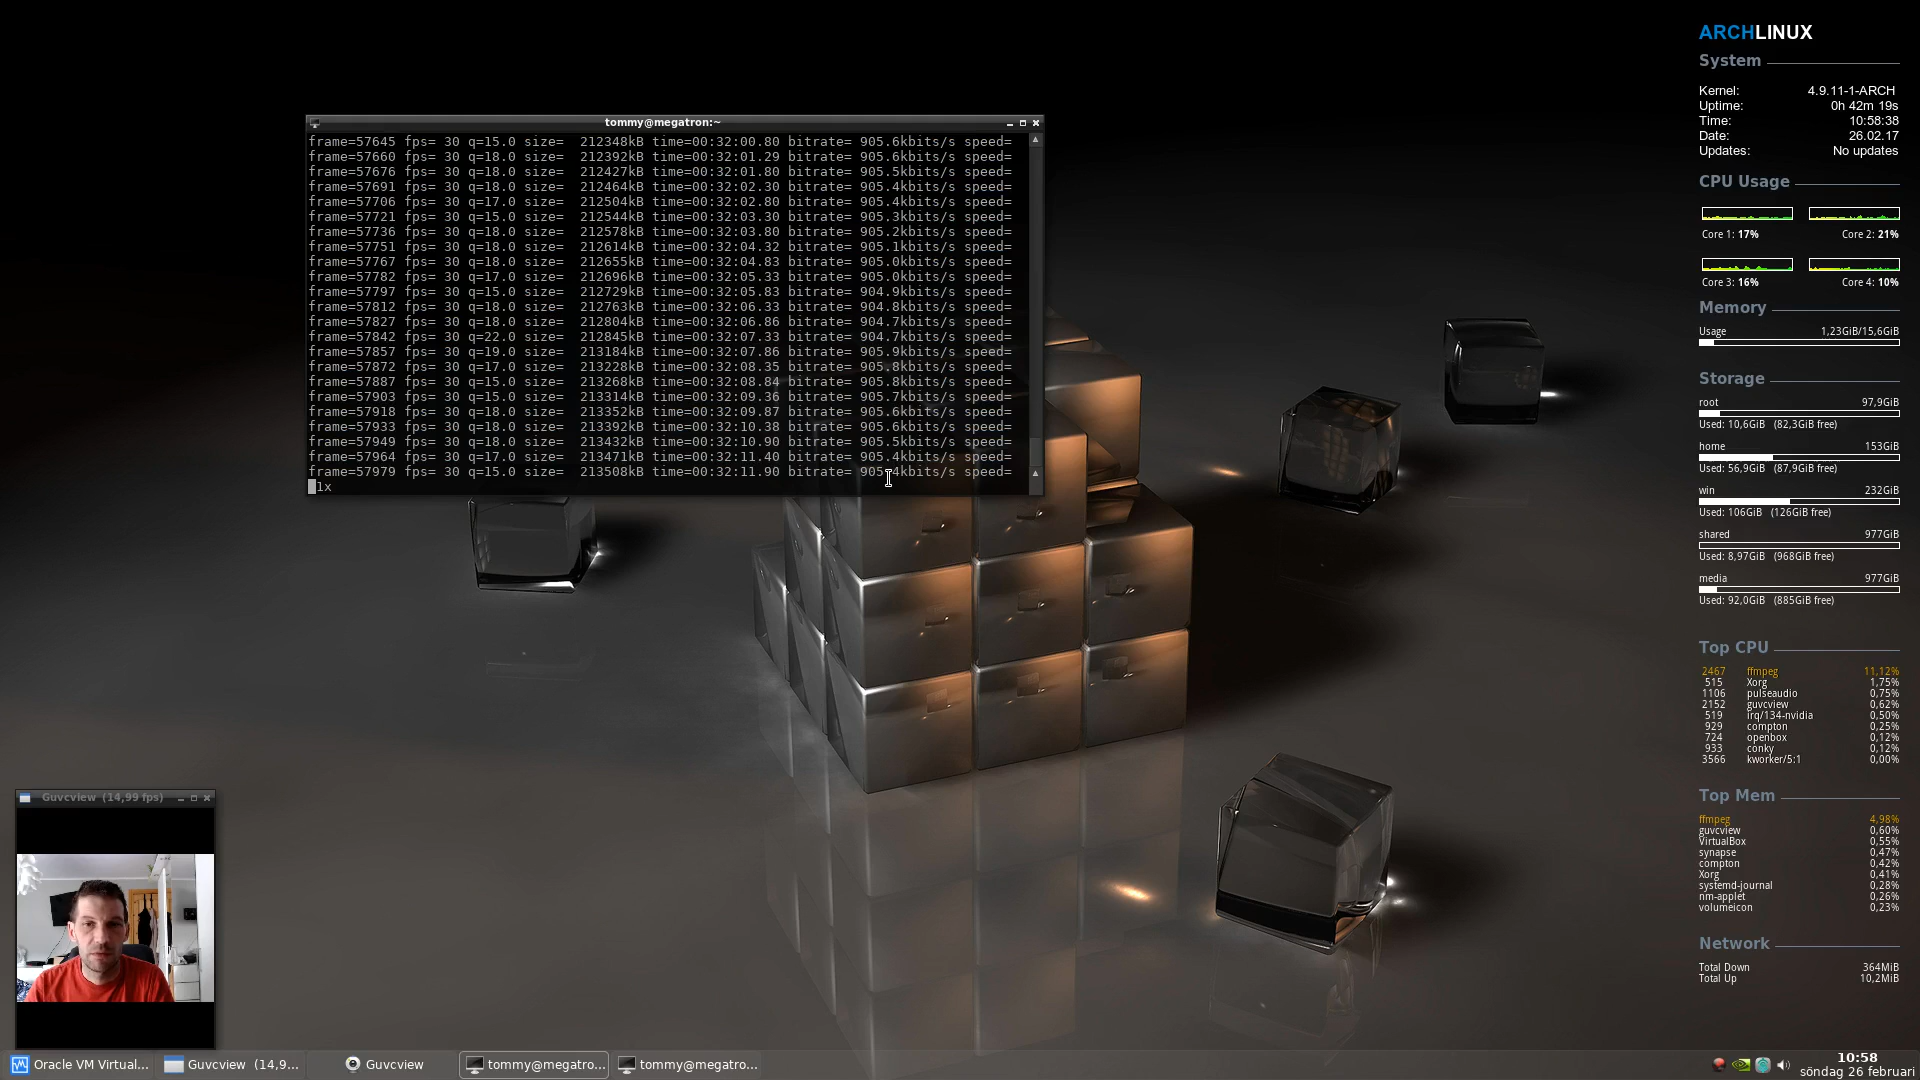 tommy@megatron:~
frame=57645 fps= 30 q=15.0 size=  212348kB time=00:32:00.80 bitrate= 905.6kbits/s speed=
frame=57660 fps= 30 q=18.0 size=  212392kB time=00:32:01.29 bitrate= 905.6kbits/s speed=
frame=57676 fps= 30 q=18.0 size=  212427kB time=00:32:01.80 bitrate= 905.5kbits/s speed=
frame=57691 fps= 30 q=18.0 size=  212464kB time=00:32:02.30 bitrate= 905.4kbits/s speed=
frame=57706 fps= 30 q=17.0 size=  212504kB time=00:32:02.80 bitrate= 905.4kbits/s speed=
frame=57721 fps= 30 q=15.0 size=  212544kB time=00:32:03.30 bitrate= 905.3kbits/s speed=
frame=57736 fps= 30 q=18.0 size=  212578kB time=00:32:03.80 bitrate= 905.2kbits/s speed=
frame=57751 fps= 30 q=18.0 size=  212614kB time=00:32:04.32 bitrate= 905.1kbits/s speed=
frame=57767 fps= 30 q=18.0 size=  212655kB time=00:32:04.83 bitrate= 905.0kbits/s speed=
frame=57782 fps= 30 q=17.0 size=  212696kB time=00:32:05.33 bitrate= 905.0kbits/s speed=
frame=57797 fps= 30 q=15.0 size=  212729kB time=00:32:05.83 bitrate= 904.9kbits/s speed=
frame=57812 fps= 30 q=18.0 size=  212763kB time=00:32:06.33 bitrate= 904.8kbits/s speed=
frame=57827 fps= 30 q=18.0 size=  212804kB time=00:32:06.86 bitrate= 904.7kbits/s speed=
frame=57842 fps= 30 q=22.0 size=  212845kB time=00:32:07.33 bitrate= 904.7kbits/s speed=
frame=57857 fps= 30 q=19.0 size=  213184kB time=00:32:07.86 bitrate= 905.9kbits/s speed=
frame=57872 fps= 30 q=17.0 size=  213228kB time=00:32:08.35 bitrate= 905.8kbits/s speed=
frame=57887 fps= 30 q=15.0 size=  213268kB time=00:32:08.84 bitrate= 905.8kbits/s speed=
frame=57903 fps= 30 q=15.0 size=  213314kB time=00:32:09.36 bitrate= 905.7kbits/s speed=
frame=57918 fps= 30 q=18.0 size=  213352kB time=00:32:09.87 bitrate= 905.6kbits/s speed=
frame=57933 fps= 30 q=18.0 size=  213392kB time=00:32:10.38 bitrate= 905.6kbits/s speed=
frame=57949 fps= 30 q=18.0 size=  213432kB time=00:32:10.90 bitrate= 905.5kbits/s speed=
frame=57964 fps= 30 q=17.0 size=  213471kB time=00:32:11.40 bitrate= 905.4kbits/s speed=
frame=57979 fps= 30 q=15.0 size=  213508kB time=00:32:11.90 bitrate= 905.4kbits/s speed=
1x
Guvcview (14,99 fps)
ARCHLINUX
System
Kernel: 4.9.11-1-ARCH
Uptime: 0h 42m 19s
Time: 10:58:38
Date: 26.02.17
Updates: No updates
CPU Usage
Core 1: 17% Core 2: 21%
Core 3: 16% Core 4: 10%
Memory
Usage 1,23GiB/15,6GiB
Storage
root 97,9GiB
Used: 10,6GiB (82,3GiB free)
home 153GiB
Used: 56,9GiB (87,9GiB free)
win 232GiB
Used: 106GiB (126GiB free)
shared 977GiB
Used: 8,97GiB (968GiB free)
media 977GiB
Used: 92,0GiB (885GiB free)
Top CPU
2467 ffmpeg 11,12%
515 Xorg 1,75%
1106 pulseaudio 0,75%
2152 guvcview 0,62%
519 irq/134-nvidia 0,50%
929 compton 0,25%
724 openbox 0,12%
933 conky 0,12%
3566 kworker/5:1 0,00%
Top Mem
ffmpeg 4,98%
guvcview 0,60%
VirtualBox 0,55%
synapse 0,47%
compton 0,42%
Xorg 0,41%
systemd-journal 0,28%
nm-applet 0,26%
volumeicon 0,23%
Network
Total Down 364MiB
Total Up 10,2MiB
Oracle VM Virtual... Guvcview (14,9... Guvcview tommy@megatro... tommy@megatro...
10:58
söndag 26 februari